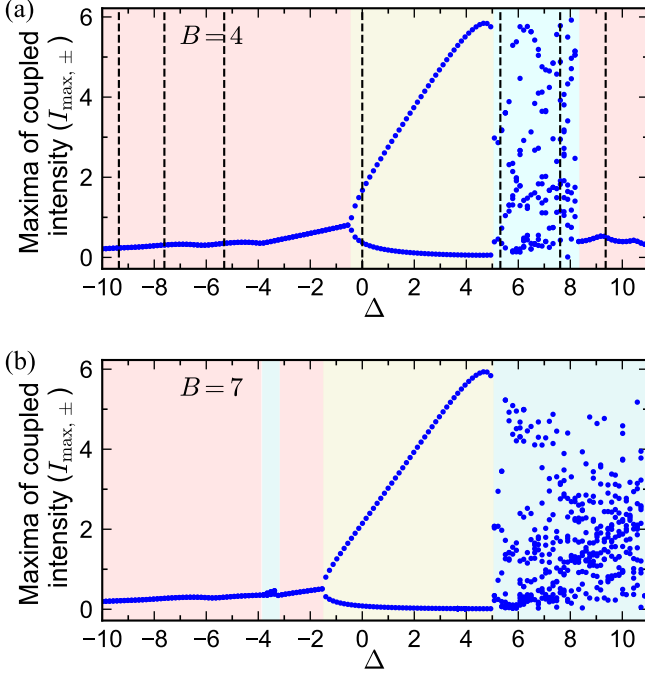 (a)
B = 4
Maxima of coupled
intensity (I_max, ±)
6
4
2
0
−10 −8 −6 −4 −2 0 2 4 6 8 10
Δ
(b)
B = 7
Maxima of coupled
intensity (I_max, ±)
6
4
2
0
−10 −8 −6 −4 −2 0 2 4 6 8 10
Δ